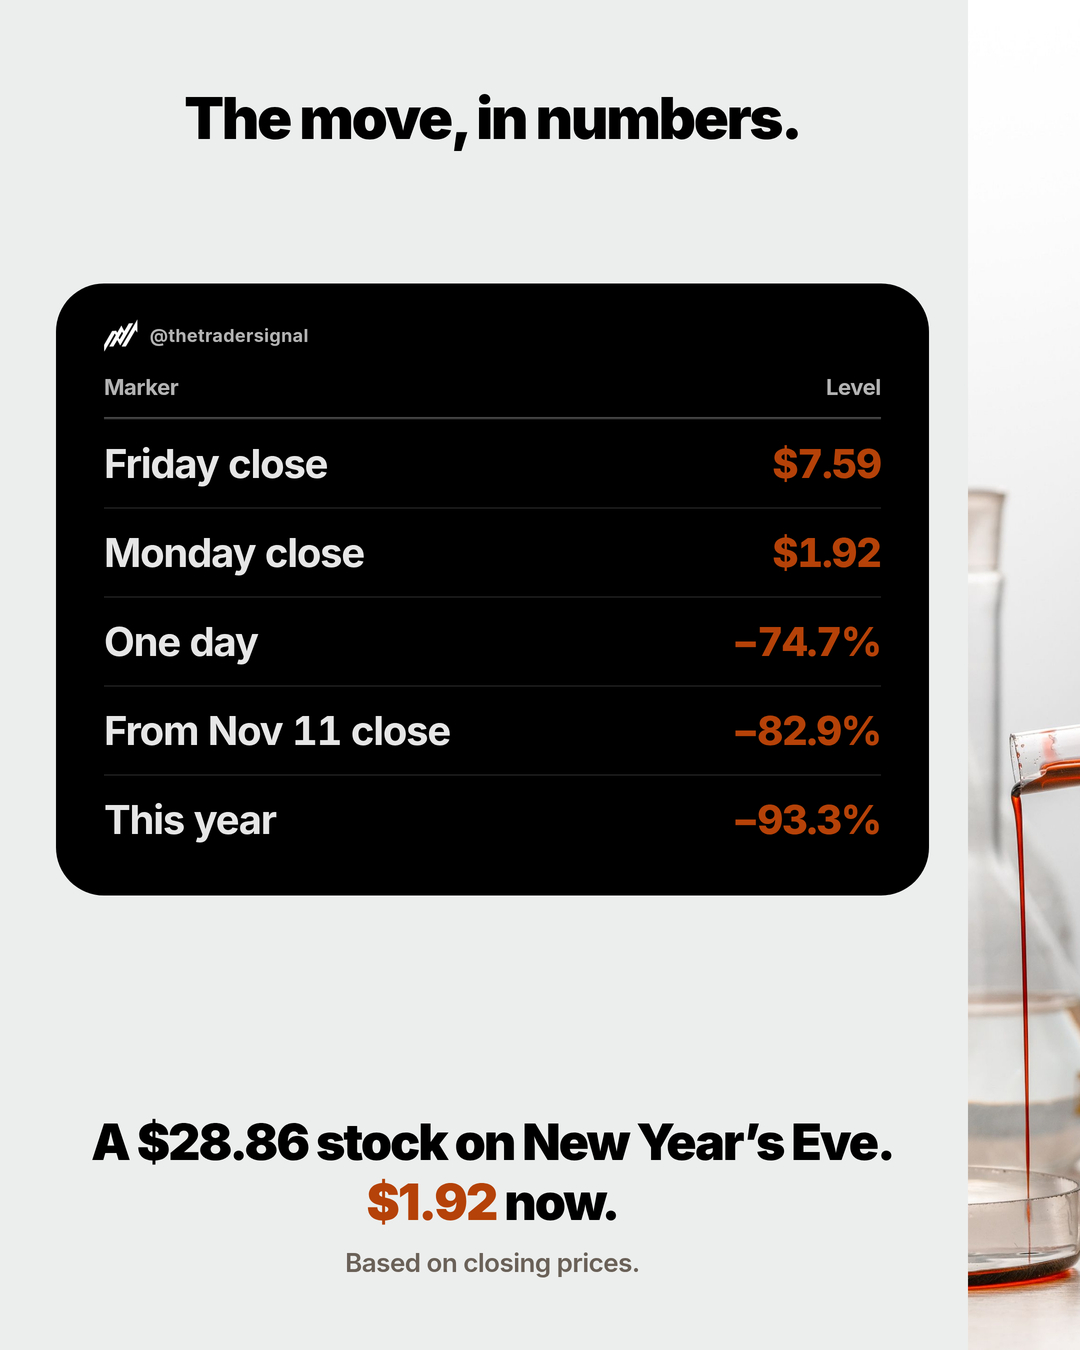 The move, in numbers.
@thetradersignal
Marker Level
Friday close $7.59
Monday close $1.92
One day –74.7%
From Nov 11 close –82.9%
This year –93.3%
A $28.86 stock on New Year’s Eve.
$1.92 now.
Based on closing prices.